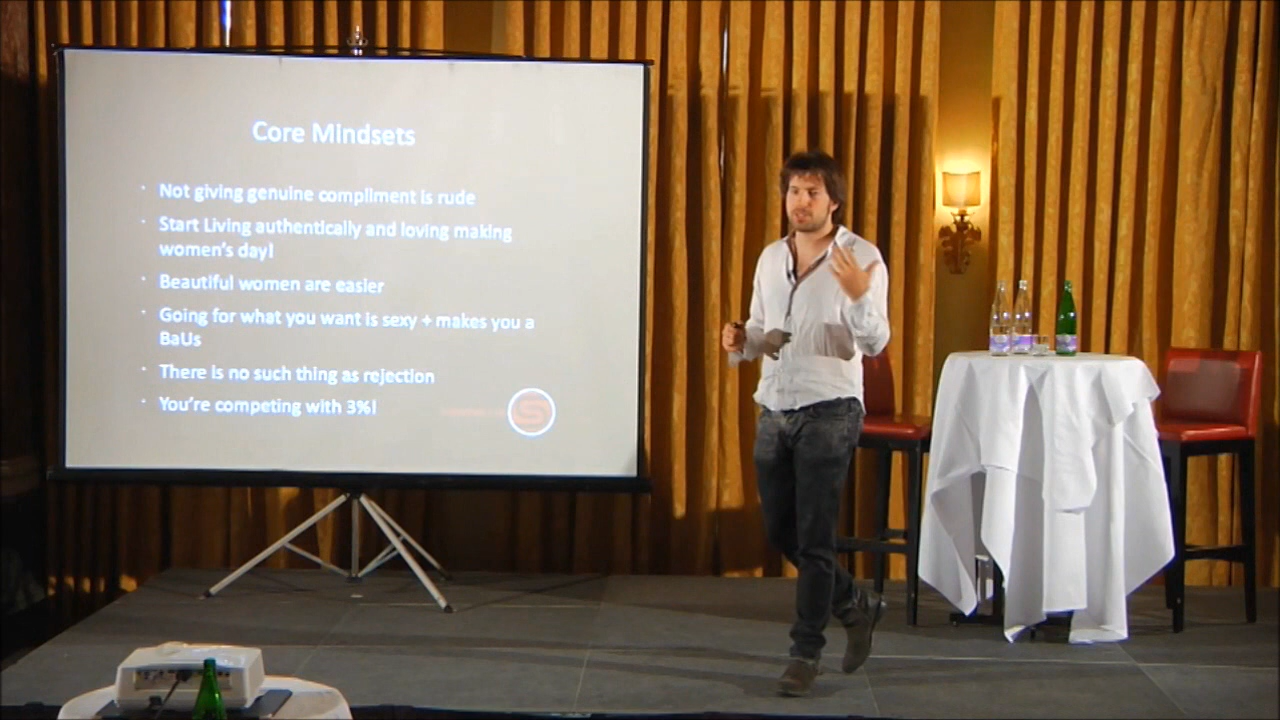 Core Mindsets
Not giving genuine compliment is rude
Start Living authentically and loving making
women's day!
Beautiful women are easier
Going for what you want is sexy + makes you a
BaUs
There is no such thing as rejection
You're competing with 3%!
S